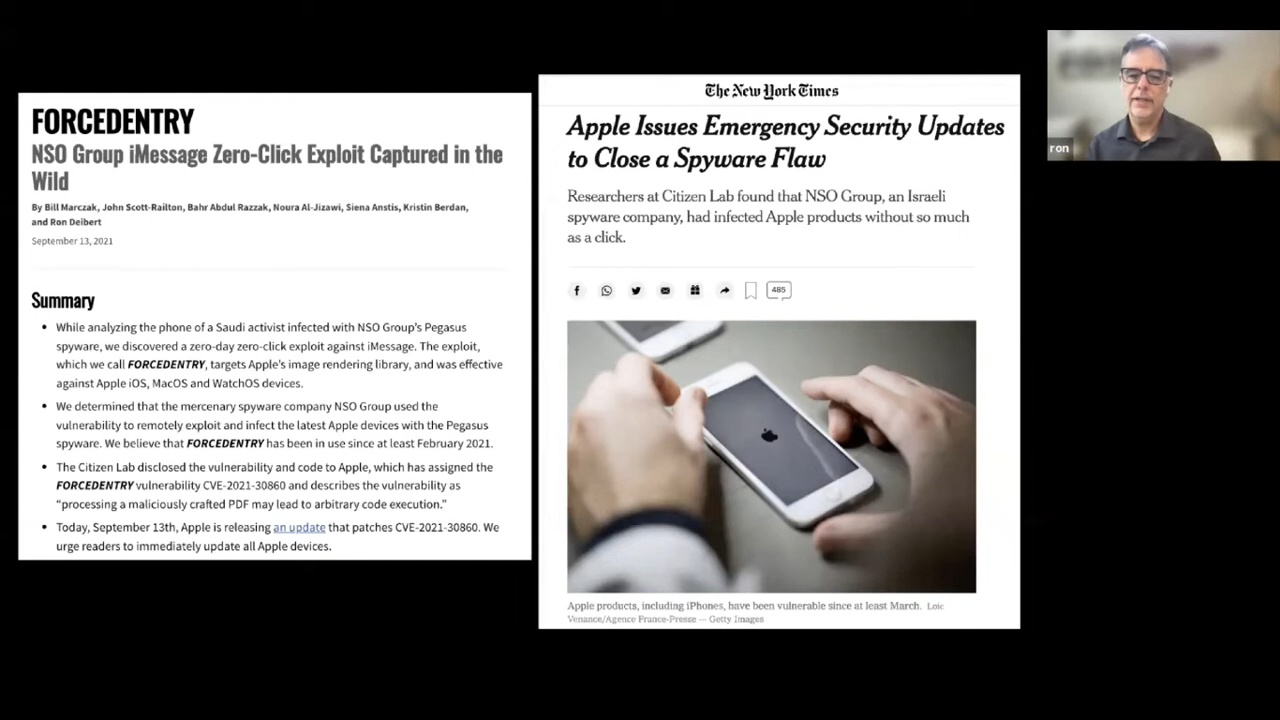 FORCEDENTRY
NSO Group iMessage Zero-Click Exploit Captured in the
Wild
By Bill Marczak, John Scott-Railton, Bahr Abdul Razzak, Noura Al-Jizawi, Siena Anstis, Kristin Berdan,
and Ron Deibert
September 13, 2021
Summary
• While analyzing the phone of a Saudi activist infected with NSO Group's Pegasus
spyware, we discovered a zero-day zero-click exploit against iMessage. The exploit,
which we call FORCEDENTRY, targets Apple's image rendering library, and was effective
against Apple iOS, MacOS and WatchOS devices.
• We determined that the mercenary spyware company NSO Group used the
vulnerability to remotely exploit and infect the latest Apple devices with the Pegasus
spyware. We believe that FORCEDENTRY has been in use since at least February 2021.
• The Citizen Lab disclosed the vulnerability and code to Apple, which has assigned the
FORCEDENTRY vulnerability CVE-2021-30860 and describes the vulnerability as
"processing a maliciously crafted PDF may lead to arbitrary code execution."
• Today, September 13th, Apple is releasing an update that patches CVE-2021-30860. We
urge readers to immediately update all Apple devices.
The New York Times
Apple Issues Emergency Security Updates
to Close a Spyware Flaw
Researchers at Citizen Lab found that NSO Group, an Israeli
spyware company, had infected Apple products without so much
as a click.
485
Apple products, including iPhones, have been vulnerable since at least March. Loic
Venance/Agence France-Presse — Getty Images
ron